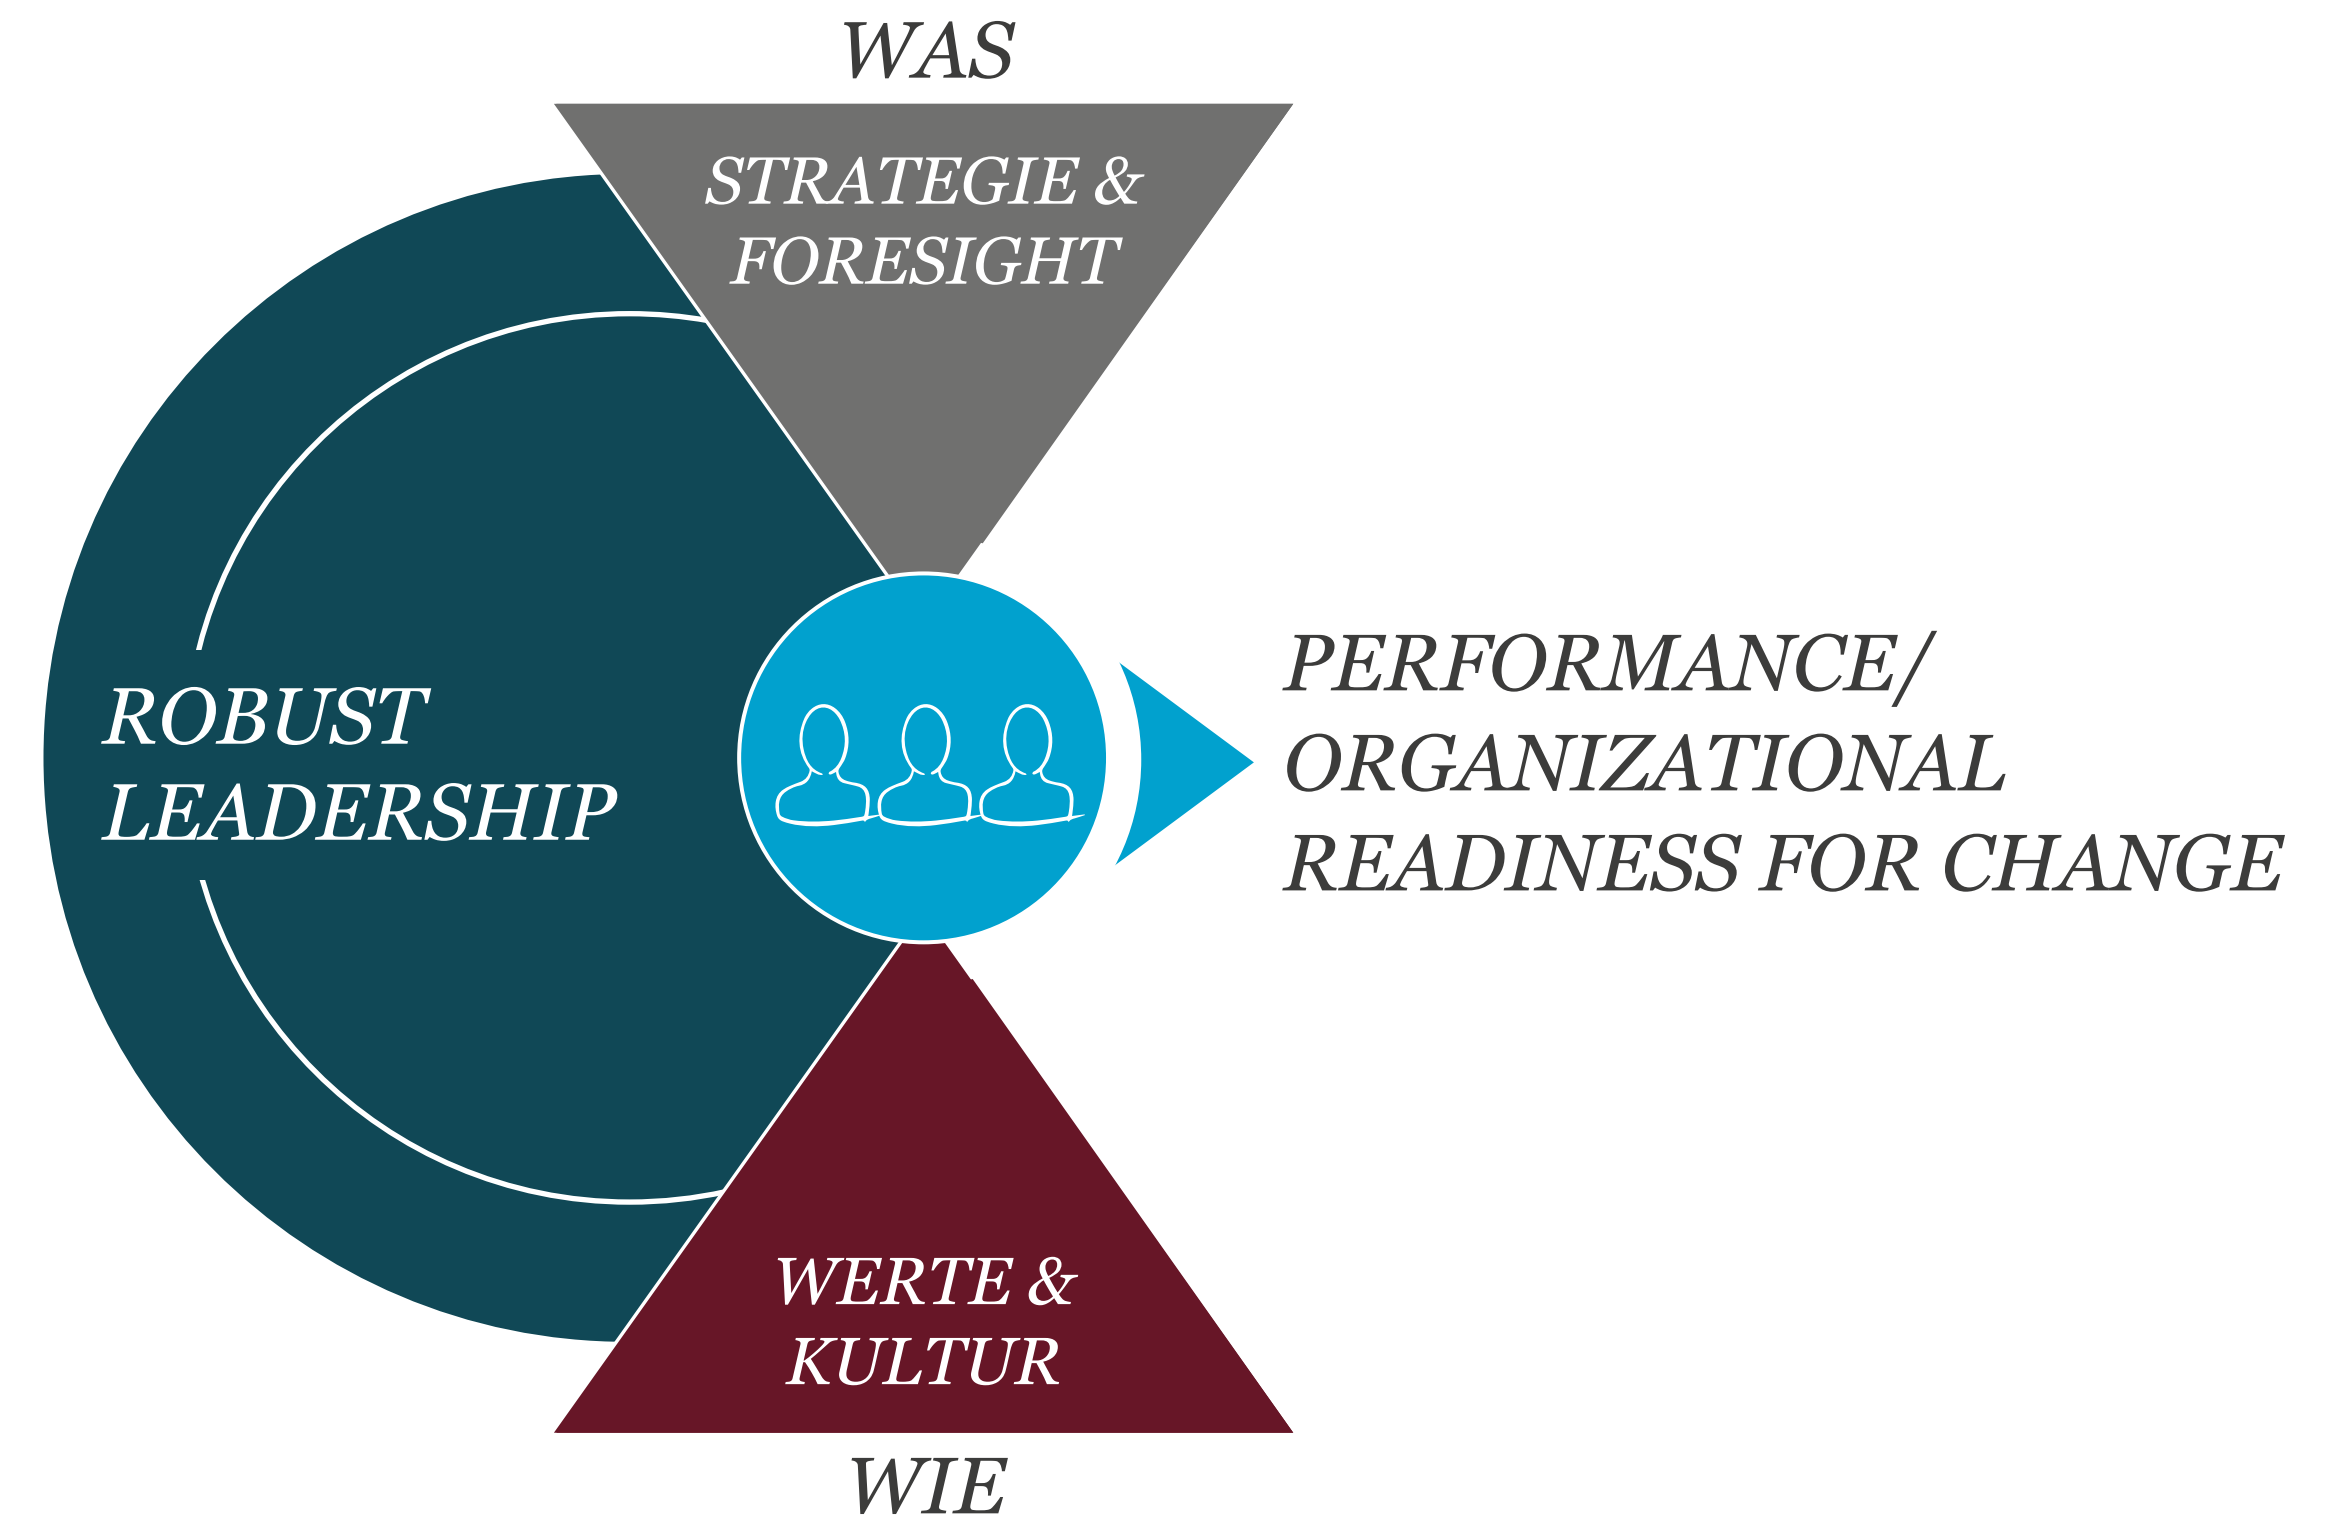 WAS
STRATEGIE &
FORESIGHT
ROBUST
LEADERSHIP
PERFORMANCE/
ORGANIZATIONAL
READINESS FOR CHANGE
WERTE &
KULTUR
WIE